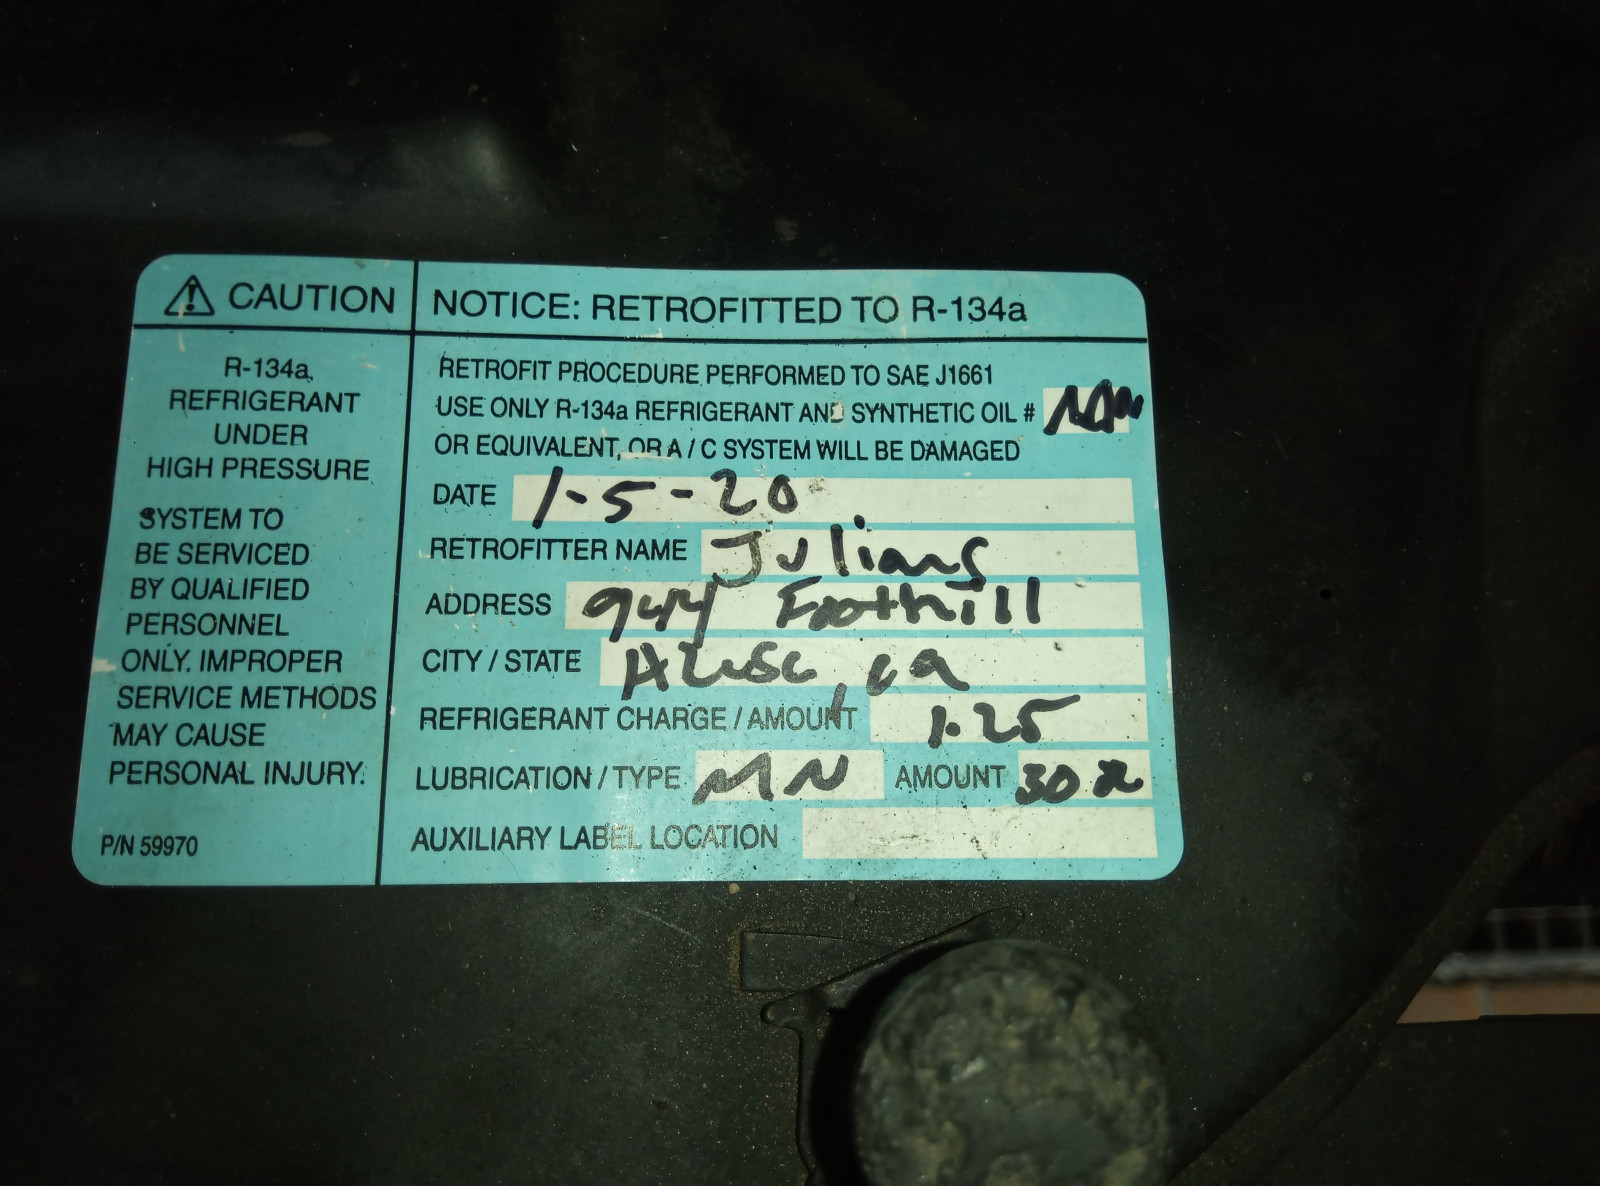 CAUTION
R-134a
REFRIGERANT
UNDER
HIGH PRESSURE
SYSTEM TO
BE SERVICED
BY QUALIFIED
PERSONNEL
ONLY. IMPROPER
SERVICE METHODS
MAY CAUSE
PERSONAL INJURY.
P/N 59970
NOTICE: RETROFITTED TO R-134a
RETROFIT PROCEDURE PERFORMED TO SAE J1661
USE ONLY R-134a REFRIGERANT AND SYNTHETIC OIL #
OR EQUIVALENT, OR A / C SYSTEM WILL BE DAMAGED
DATE 1-5-20
RETROFITTER NAME Julians
ADDRESS 944 Foothill
CITY / STATE , ca
REFRIGERANT CHARGE / AMOUNT 1.25
LUBRICATION / TYPE MN AMOUNT 30z
AUXILIARY LABEL LOCATION